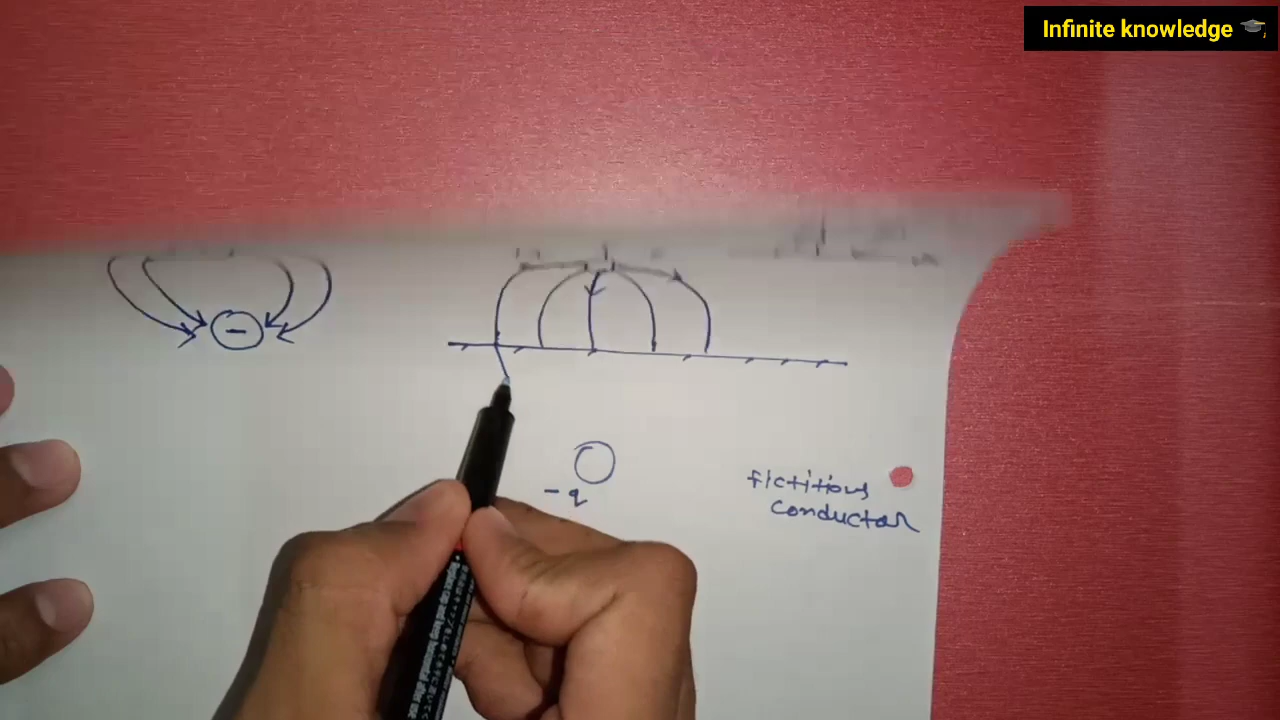 Infinite knowledge 🎓
−
− q
fictitious
conductor